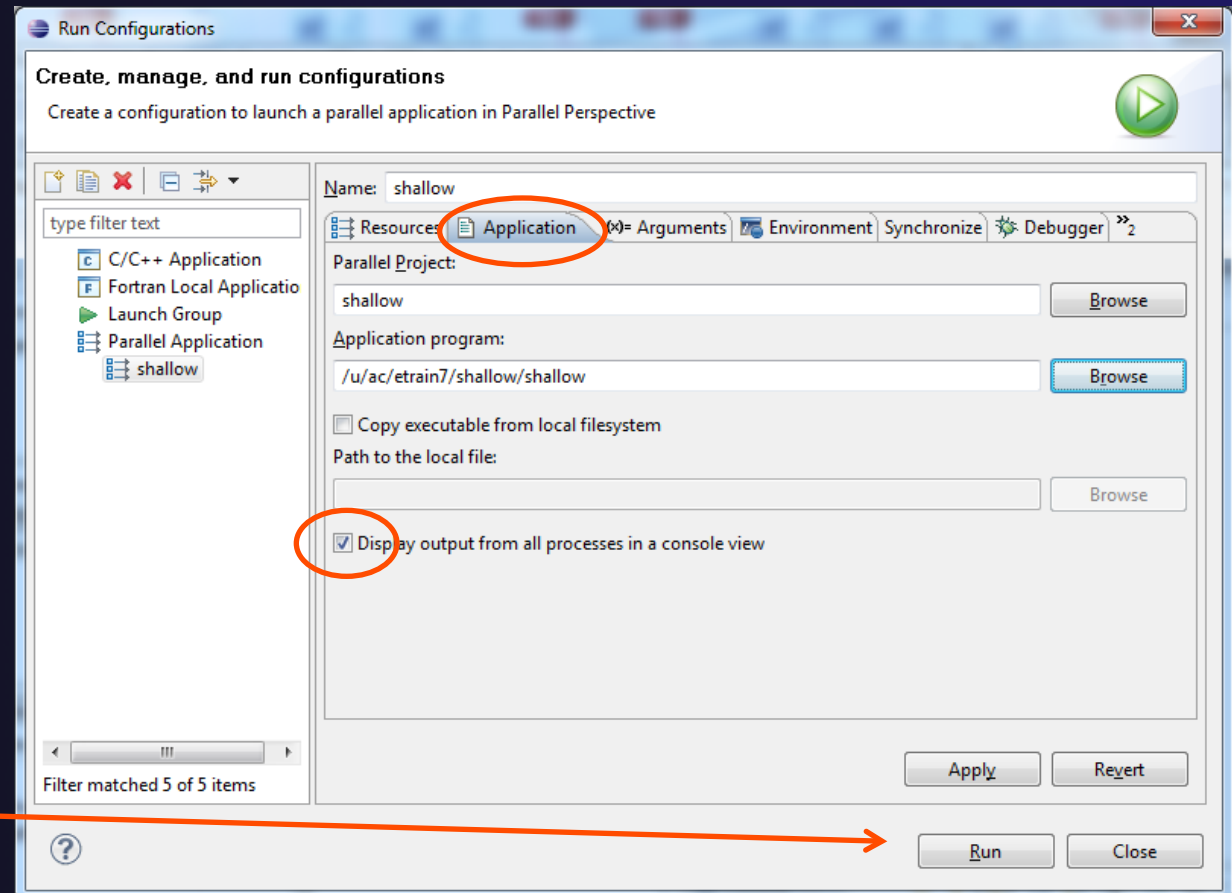 Run Configurations
X
Create, manage, and run configurations
Create a configuration to launch a parallel application in Parallel Perspective
type filter text
C/C++ Application
Fortran Local Applicatio
Launch Group
Parallel Application
shallow
Filter matched 5 of 5 items
Name: shallow
Resources Application (x)= Arguments Environment Synchronize Debugger »2
Parallel Project:
shallow Browse
Application program:
/u/ac/etrain7/shallow/shallow Browse
Copy executable from local filesystem
Path to the local file:
Browse
Display output from all processes in a console view
Apply Revert
? Run Close